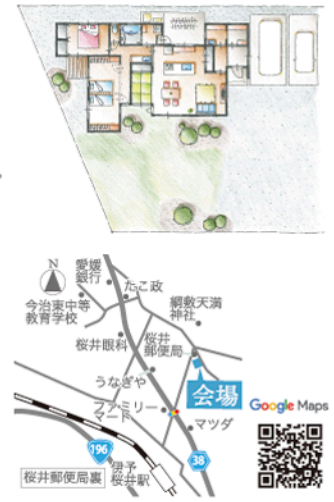 愛媛
銀行
N
たこ政
今治東中等
教育学校
綱敷天満
神社
桜井眼科
桜井
郵便局
うなぎや
会場
ファミリー
マート
マツダ
Google Maps
196
38
桜井郵便局裏
伊予
桜井駅